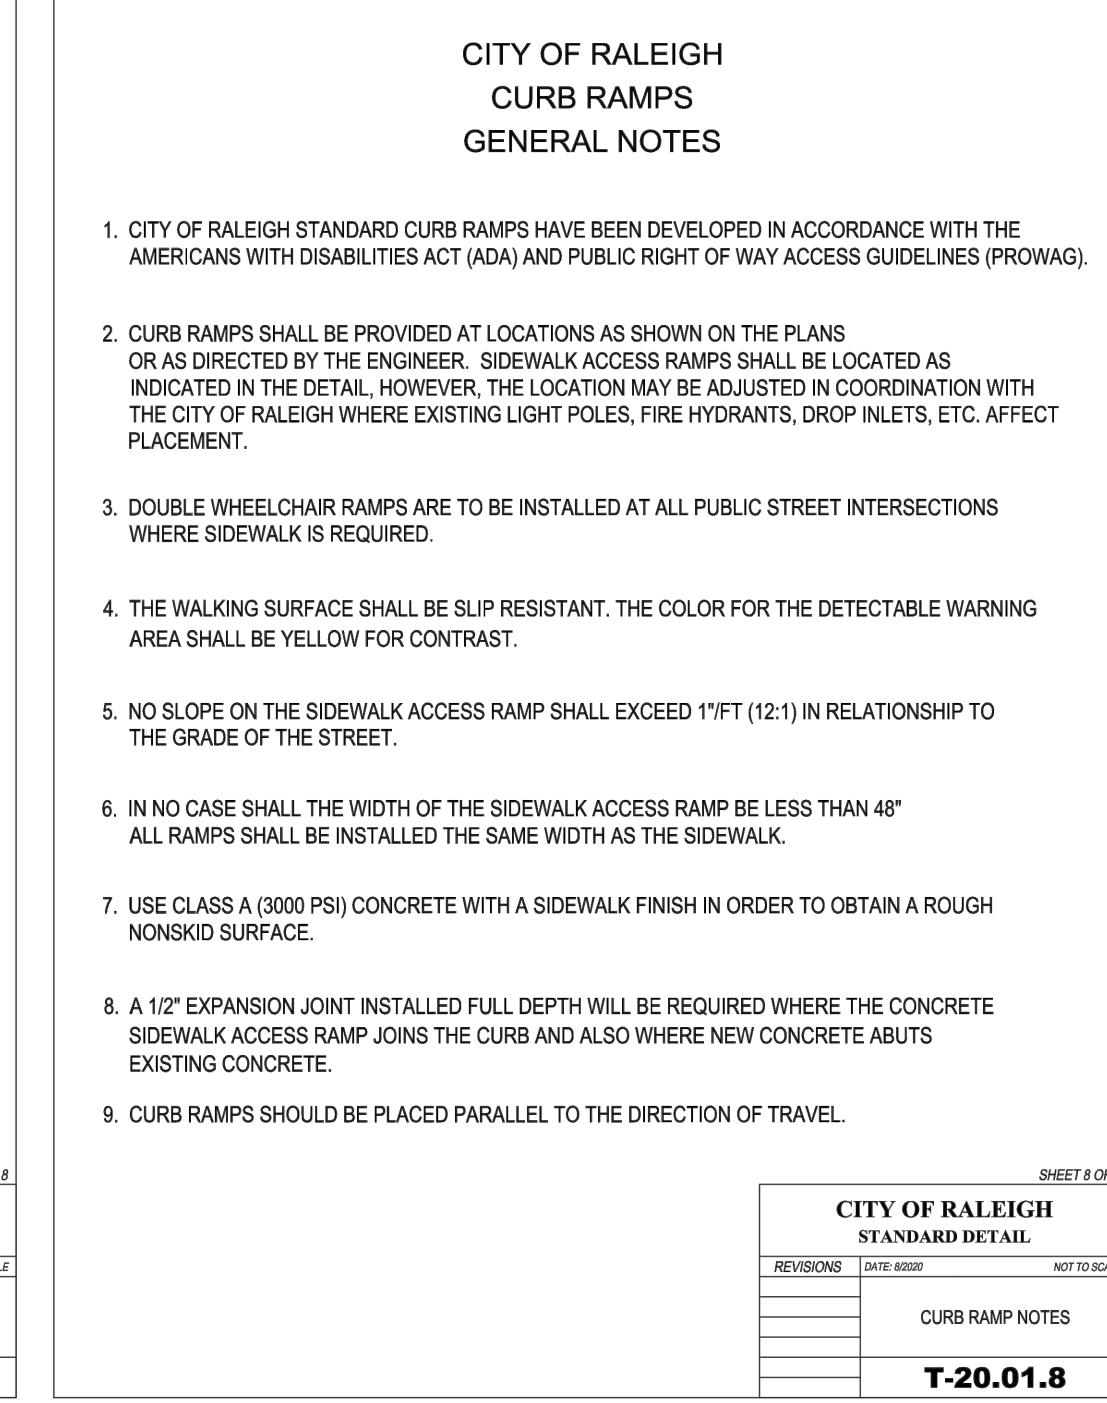 CITY OF RALEIGH
CURB RAMPS
GENERAL NOTES
1. CITY OF RALEIGH STANDARD CURB RAMPS HAVE BEEN DEVELOPED IN ACCORDANCE WITH THE
AMERICANS WITH DISABILITIES ACT (ADA) AND PUBLIC RIGHT OF WAY ACCESS GUIDELINES (PROWAG).
2. CURB RAMPS SHALL BE PROVIDED AT LOCATIONS AS SHOWN ON THE PLANS
OR AS DIRECTED BY THE ENGINEER. SIDEWALK ACCESS RAMPS SHALL BE LOCATED AS
INDICATED IN THE DETAIL, HOWEVER, THE LOCATION MAY BE ADJUSTED IN COORDINATION WITH
THE CITY OF RALEIGH WHERE EXISTING LIGHT POLES, FIRE HYDRANTS, DROP INLETS, ETC. AFFECT
PLACEMENT.
3. DOUBLE WHEELCHAIR RAMPS ARE TO BE INSTALLED AT ALL PUBLIC STREET INTERSECTIONS
WHERE SIDEWALK IS REQUIRED.
4. THE WALKING SURFACE SHALL BE SLIP RESISTANT. THE COLOR FOR THE DETECTABLE WARNING
AREA SHALL BE YELLOW FOR CONTRAST.
5. NO SLOPE ON THE SIDEWALK ACCESS RAMP SHALL EXCEED 1"/FT (12:1) IN RELATIONSHIP TO
THE GRADE OF THE STREET.
6. IN NO CASE SHALL THE WIDTH OF THE SIDEWALK ACCESS RAMP BE LESS THAN 48"
ALL RAMPS SHALL BE INSTALLED THE SAME WIDTH AS THE SIDEWALK.
7. USE CLASS A (3000 PSI) CONCRETE WITH A SIDEWALK FINISH IN ORDER TO OBTAIN A ROUGH
NONSKID SURFACE.
8. A 1/2" EXPANSION JOINT INSTALLED FULL DEPTH WILL BE REQUIRED WHERE THE CONCRETE
SIDEWALK ACCESS RAMP JOINS THE CURB AND ALSO WHERE NEW CONCRETE ABUTS
EXISTING CONCRETE.
9. CURB RAMPS SHOULD BE PLACED PARALLEL TO THE DIRECTION OF TRAVEL.
8
SHEET 8 OF
CITY OF RALEIGH
STANDARD DETAIL
REVISIONS DATE: 8/2020 NOT TO
CURB RAMP NOTES
T-20.01.8